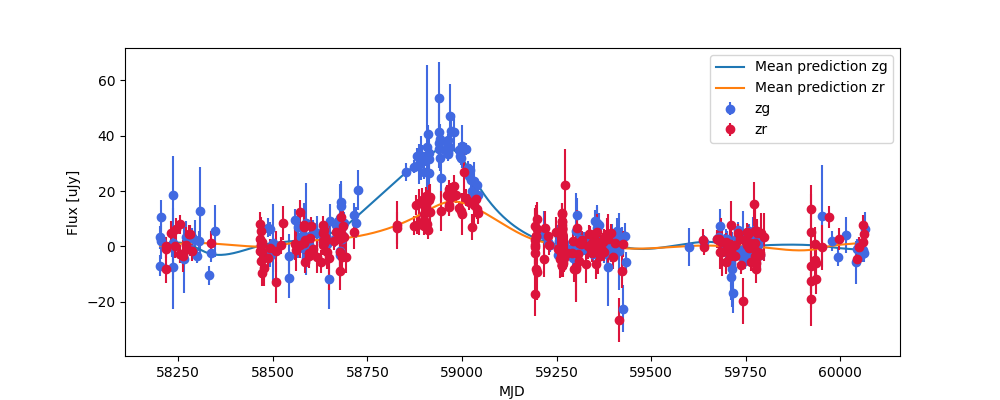 Mean prediction zg
Mean prediction zr
zg
zr
Flux [uJy]
60
40
20
0
−20
58250 58500 58750 59000 59250 59500 59750 60000
MJD